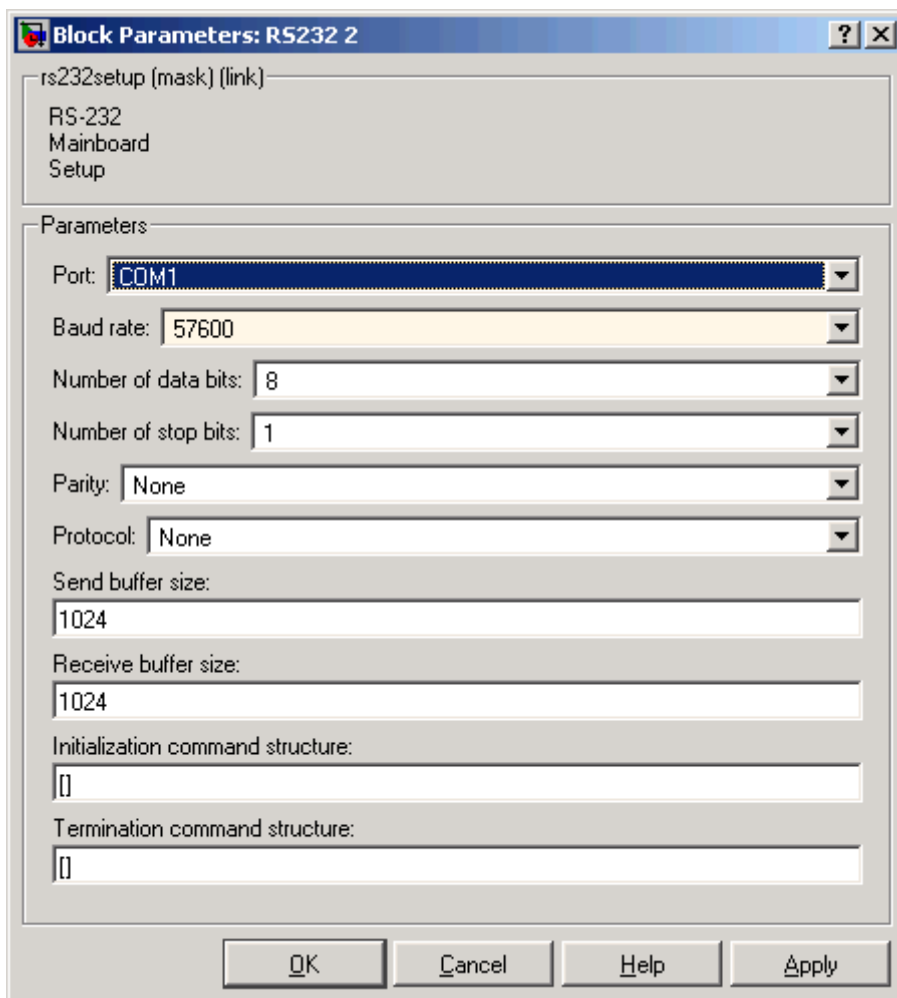 Block Parameters: RS232 2
rs232setup (mask) (link)
RS-232
Mainboard
Setup
Parameters
Port: COM1
Baud rate: 57600
Number of data bits: 8
Number of stop bits: 1
Parity: None
Protocol: None
Send buffer size:
1024
Receive buffer size:
1024
Initialization command structure:
[]
Termination command structure:
[]
OK Cancel Help Apply